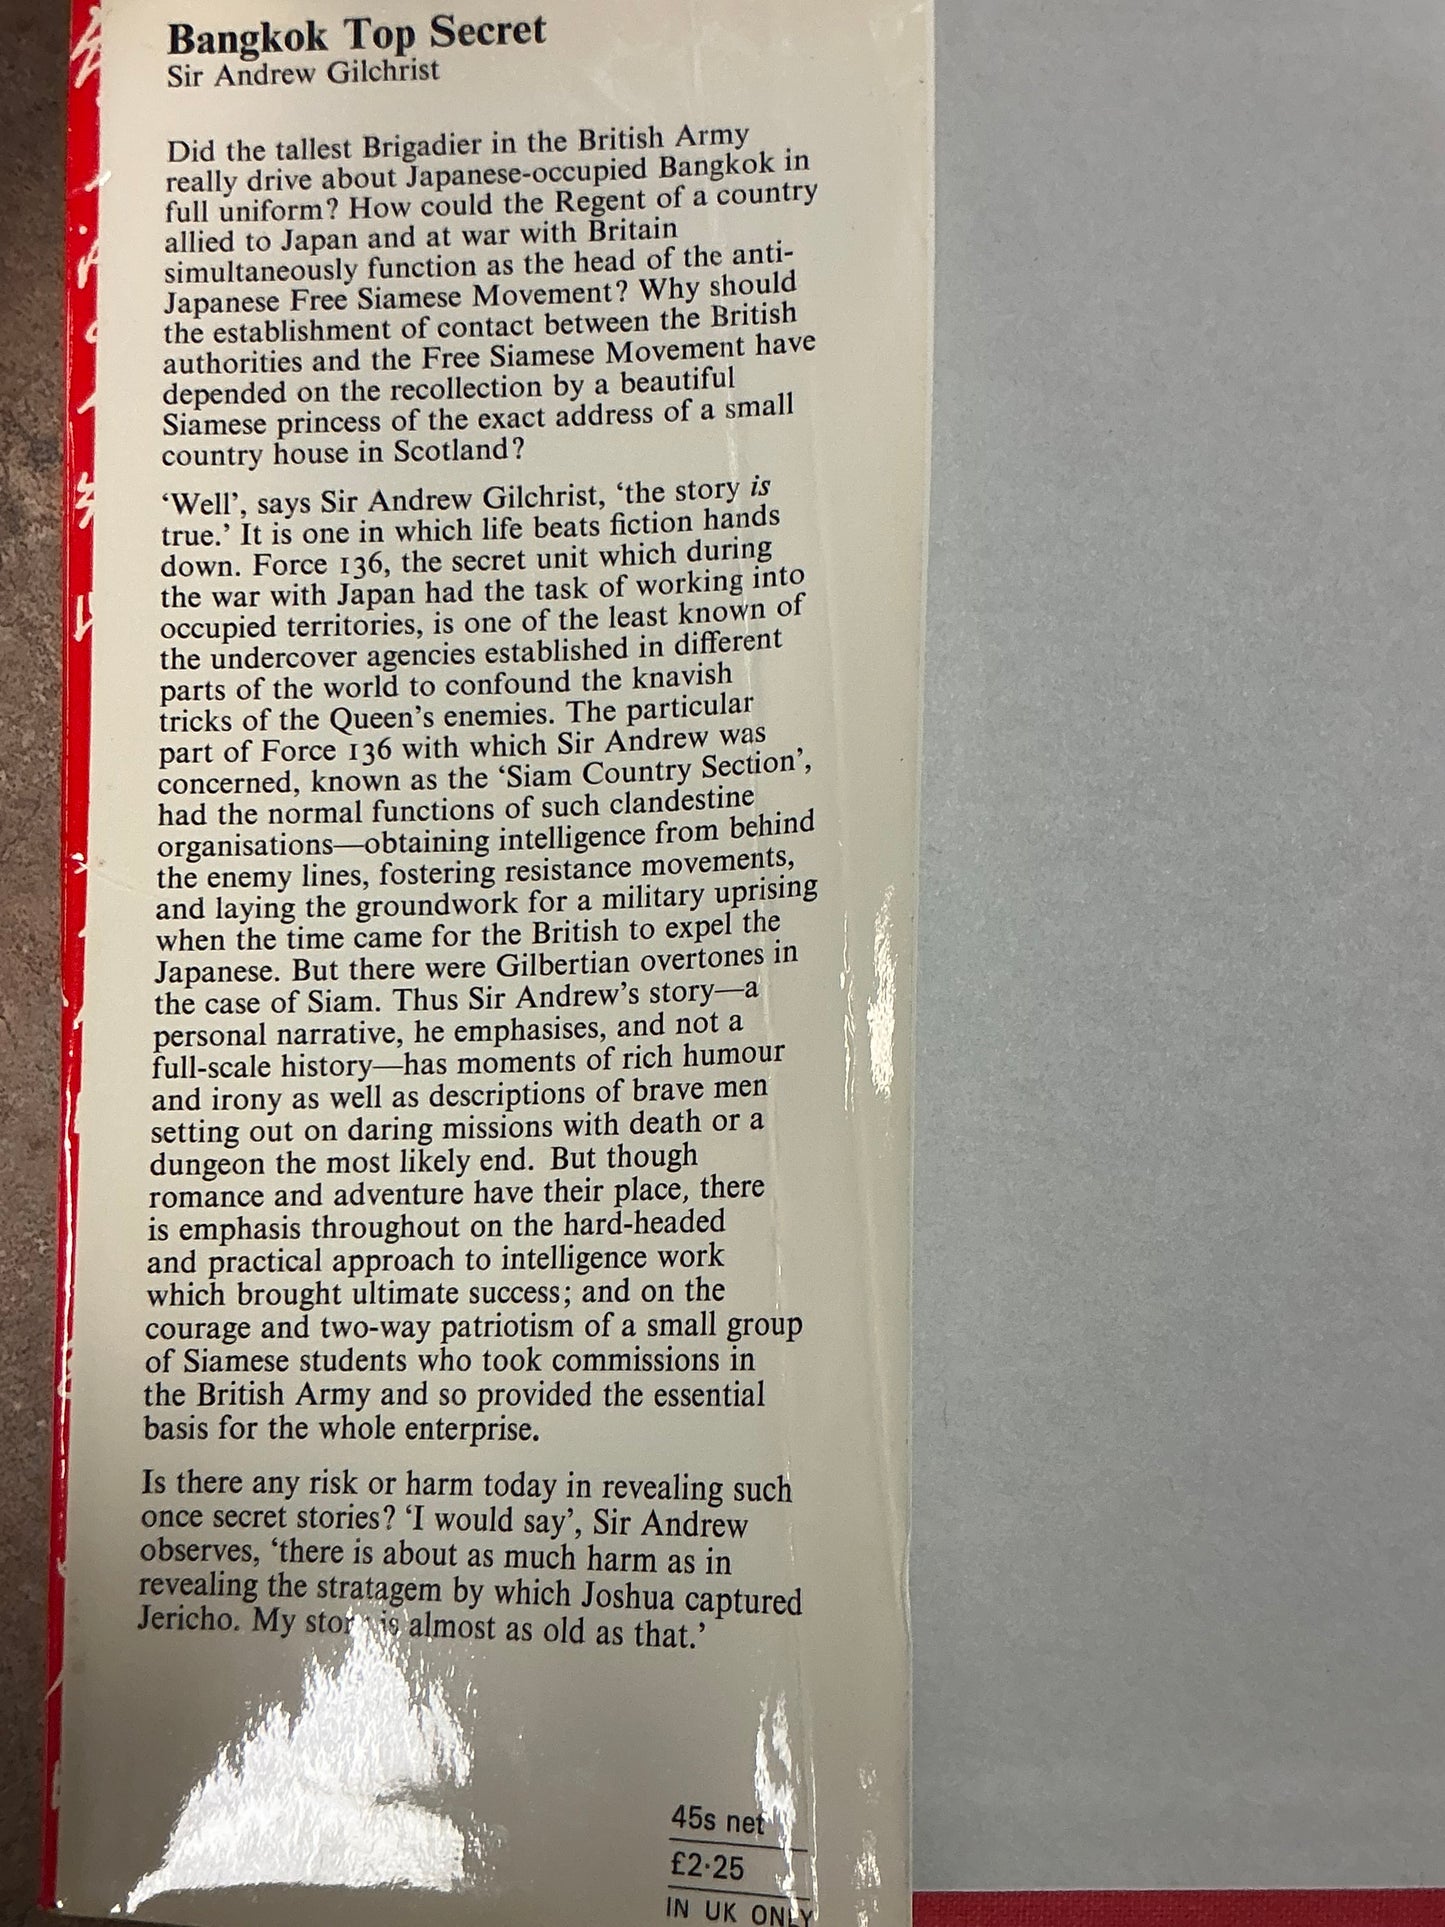 Bangkok Top Secret
Sir Andrew Gilchrist
Did the tallest Brigadier in the British Army
really drive about Japanese-occupied Bangkok in
full uniform? How could the Regent of a country
allied to Japan and at war with Britain
simultaneously function as the head of the anti-
Japanese Free Siamese Movement? Why should
the establishment of contact between the British
authorities and the Free Siamese Movement have
depended on the recollection by a beautiful
Siamese princess of the exact address of a small
country house in Scotland?
‘Well’, says Sir Andrew Gilchrist, ‘the story is
true.’ It is one in which life beats fiction hands
down. Force 136, the secret unit which during
the war with Japan had the task of working into
occupied territories, is one of the least known of
the undercover agencies established in different
parts of the world to confound the knavish
tricks of the Queen’s enemies. The particular
part of Force 136 with which Sir Andrew was
concerned, known as the ‘Siam Country Section’,
had the normal functions of such clandestine
organisations—obtaining intelligence from behind
the enemy lines, fostering resistance movements,
and laying the groundwork for a military uprising
when the time came for the British to expel the
Japanese. But there were Gilbertian overtones in
the case of Siam. Thus Sir Andrew’s story—a
personal narrative, he emphasises, and not a
full-scale history—has moments of rich humour
and irony as well as descriptions of brave men
setting out on daring missions with death or a
dungeon the most likely end. But though
romance and adventure have their place, there
is emphasis throughout on the hard-headed
and practical approach to intelligence work
which brought ultimate success; and on the
courage and two-way patriotism of a small group
of Siamese students who took commissions in
the British Army and so provided the essential
basis for the whole enterprise.
Is there any risk or harm today in revealing such
once secret stories? ‘I would say’, Sir Andrew
observes, ‘there is about as much harm as in
revealing the stratagem by which Joshua captured
Jericho. My story is almost as old as that.’
45s net
£2·25
IN UK ONLY